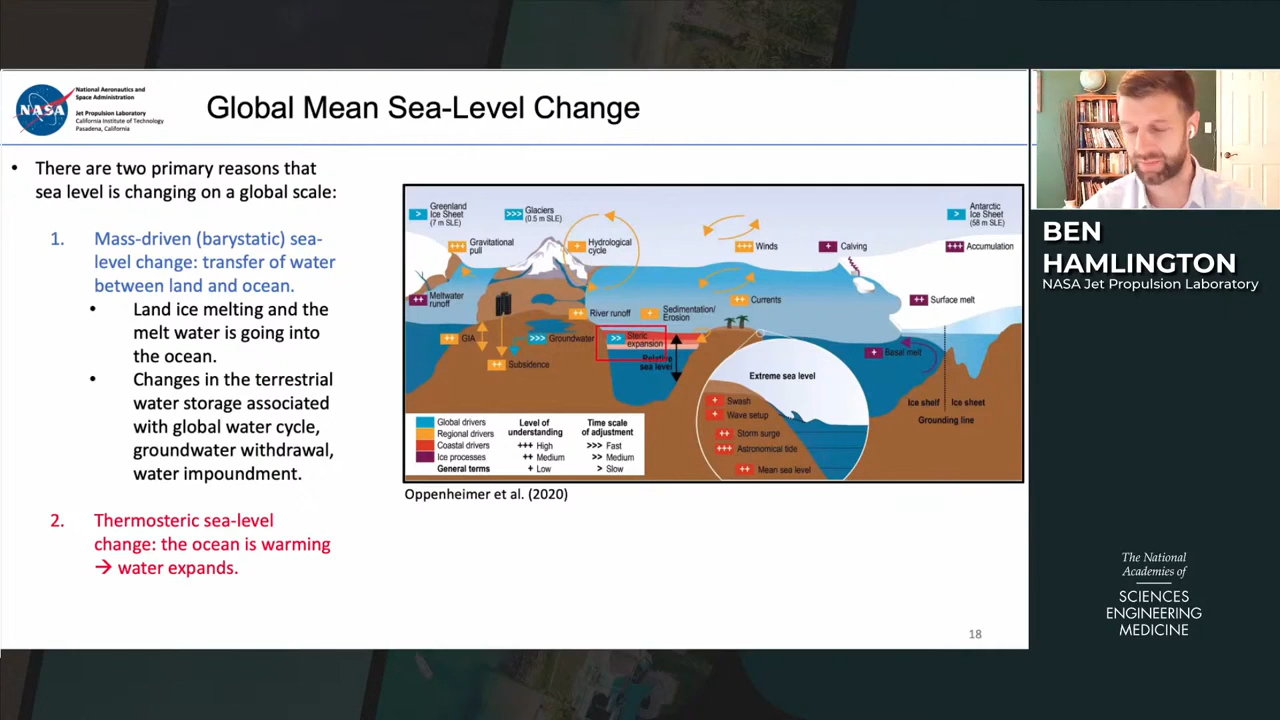 National Aeronautics and
Space Administration
Jet Propulsion Laboratory
California Institute of Technology
Pasadena, California
NASA
Global Mean Sea-Level Change
• There are two primary reasons that
sea level is changing on a global scale:
1. Mass-driven (barystatic) sea-
level change: transfer of water
between land and ocean.
• Land ice melting and the
melt water is going into
the ocean.
• Changes in the terrestrial
water storage associated
with global water cycle,
groundwater withdrawal,
water impoundment.
2. Thermosteric sea-level
change: the ocean is warming
→ water expands.
> Greenland
Ice Sheet
(7 m SLE)
>>> Glaciers
(0.5 m SLE)
> Antarctic
Ice Sheet
(58 m SLE)
+++ Gravitational
pull
+ Hydrological
cycle
+++ Winds
+ Calving
+++ Accumulation
++ Meltwater
runoff
++ River runoff
+ Sedimentation/
Erosion
++ Currents
++ Surface melt
++ GIA
>>> Groundwater
>> Steric
expansion
Relative
sea level
++ Subsidence
+ Basal melt
Extreme sea level
+ Swash
+ Wave setup
++ Storm surge
+++ Astronomical tide
++ Mean sea level
Ice shelf
Ice sheet
Grounding line
Global drivers
Regional drivers
Coastal drivers
Ice processes
General terms
Level of
understanding
+++ High
++ Medium
+ Low
Time scale
of adjustment
>>> Fast
>> Medium
> Slow
Oppenheimer et al. (2020)
18
BEN
HAMLINGTON
NASA Jet Propulsion Laboratory
The National
Academies of
SCIENCES
ENGINEERING
MEDICINE